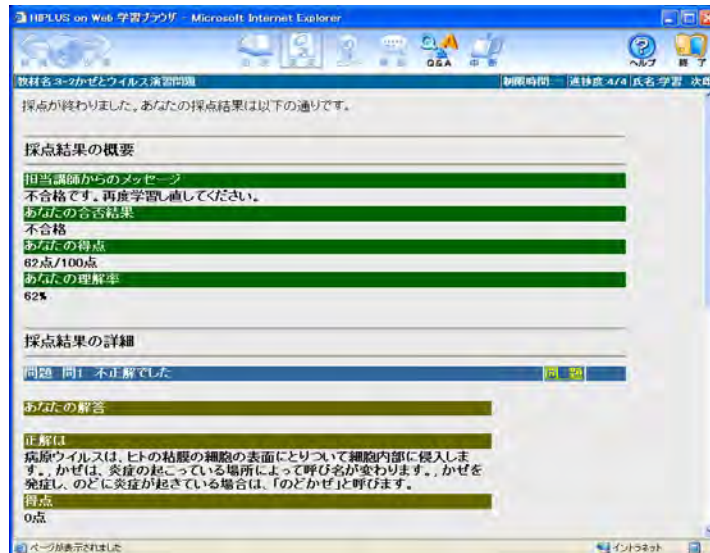 HIPLUS on Web 学習ブラウザ - Microsoft Internet Explorer
Q&A 中断 ヘルプ 終了
教材名 3-2かぜとウイルス演習問題 制限時間:-- 進捗度:4/4 氏名:学習 次郎
採点が終わりました。あなたの採点結果は以下の通りです。
採点結果の概要
担当講師からのメッセージ
不合格です。再度学習し直してください。
あなたの合否結果
不合格
あなたの得点
62点/100点
あなたの理解率
62%
採点結果の詳細
問題 問1 不正解でした 問題
あなたの解答
正解は
病原ウイルスは、ヒトの粘膜の細胞の表面にとりついて細胞内部に侵入しま
す。,かぜは、炎症の起こっている場所によって呼び名が変わります。,かぜを
発症し、のどに炎症が起きている場合は、「のどかぜ」と呼びます。
得点
0点
ページが表示されました イントラネット